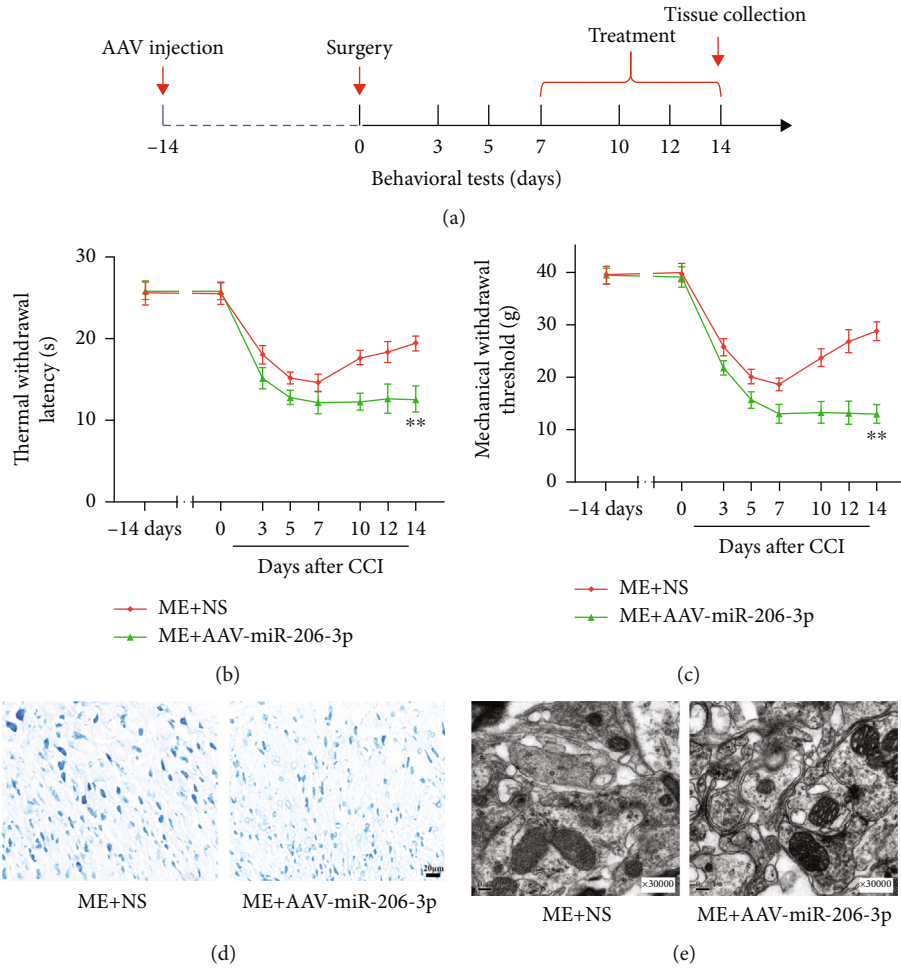 AAV injection
Surgery
Treatment
Tissue collection
–14
0
3
5
7
10
12
14
Behavioral tests (days)
(a)
Thermal withdrawal
latency (s)
30
20
10
0
–14 days
0
3
5
7
10
12
14
**
Days after CCI
ME+NS
ME+AAV-miR-206-3p
(b)
Mechanical withdrawal
threshold (g)
40
30
20
10
0
–14 days
0
3
5
7
10
12
14
**
Days after CCI
ME+NS
ME+AAV-miR-206-3p
(c)
20μm
ME+NS
ME+AAV-miR-206-3p
(d)
×30000
×30000
ME+NS
ME+AAV-miR-206-3p
(e)